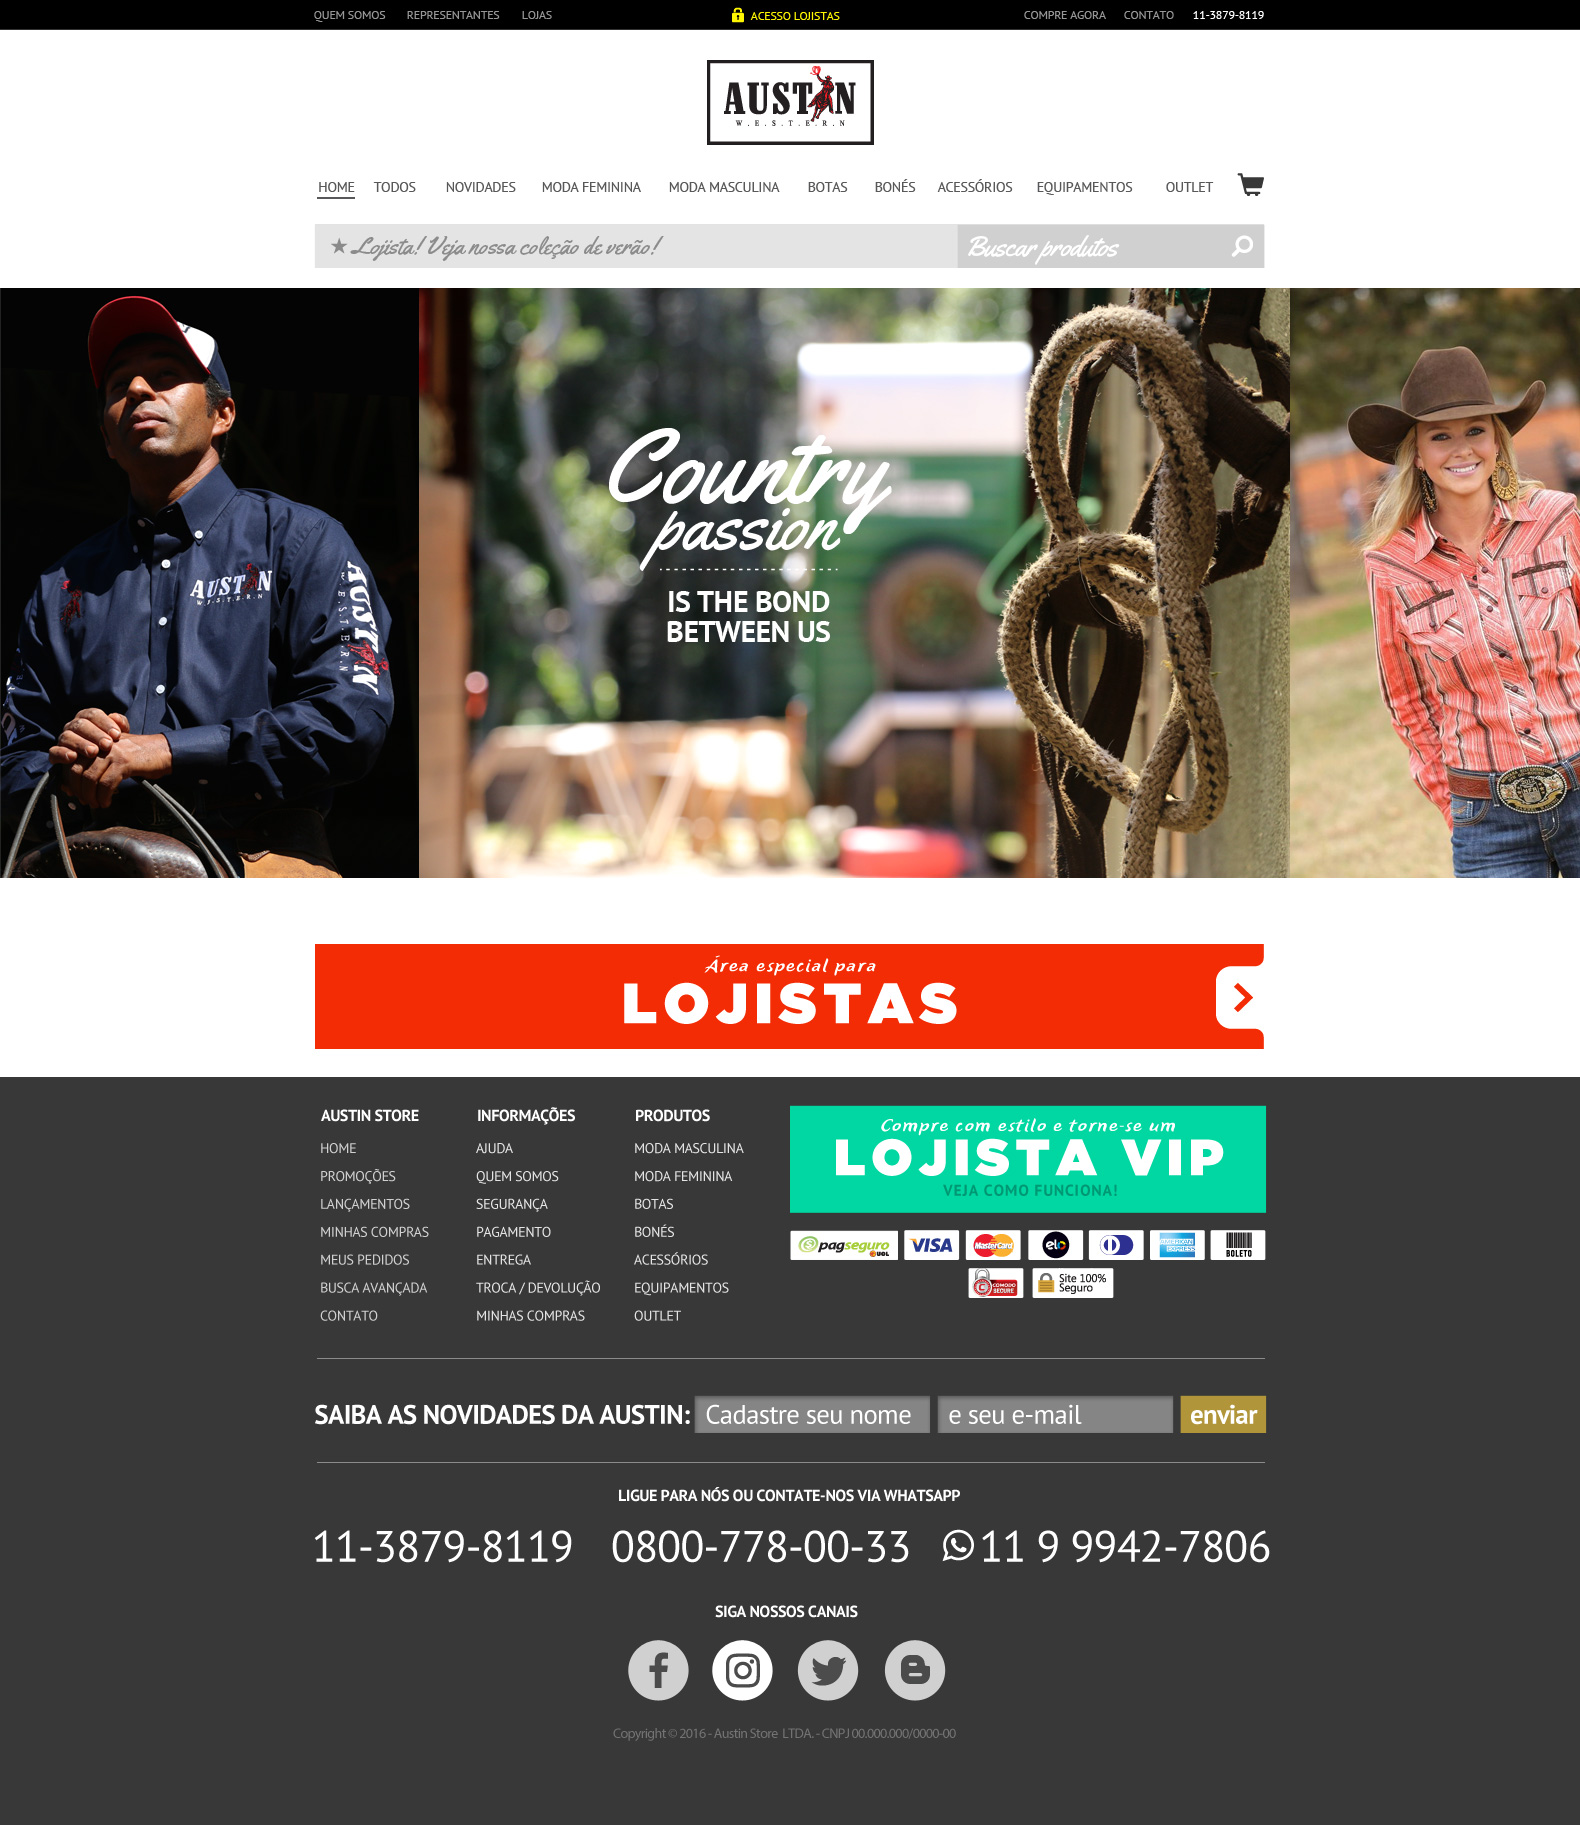 QUEM SOMOS REPRESENTANTES LOJAS ACESSO LOJISTAS COMPRE AGORA CONTATO 11-3879-8119
AUSTIN
W.E.S.T.E.R.N
HOME TODOS NOVIDADES MODA FEMININA MODA MASCULINA BOTAS BONÉS ACESSÓRIOS EQUIPAMENTOS OUTLET
★ Lojista! Veja nossa coleção de verão! Buscar produtos
AUSTIN
W.E.S.T.E.R.N
AUSTIN
W.E.S.T.E.R.N
Country
passion
IS THE BOND
BETWEEN US
Área especial para
LOJISTAS
AUSTIN STORE
HOME
PROMOÇÕES
LANÇAMENTOS
MINHAS COMPRAS
MEUS PEDIDOS
BUSCA AVANÇADA
CONTATO
INFORMAÇÕES
AJUDA
QUEM SOMOS
SEGURANÇA
PAGAMENTO
ENTREGA
TROCA / DEVOLUÇÃO
MINHAS COMPRAS
PRODUTOS
MODA MASCULINA
MODA FEMININA
BOTAS
BONÉS
ACESSÓRIOS
EQUIPAMENTOS
OUTLET
Compre com estilo e torne-se um
LOJISTA VIP
VEJA COMO FUNCIONA!
pagseguro UOL VISA MasterCard elo AMERICAN EXPRESS BOLETO
COMODO SECURE
Site 100%
Seguro
SAIBA AS NOVIDADES DA AUSTIN: Cadastre seu nome e seu e-mail enviar
LIGUE PARA NÓS OU CONTATE-NOS VIA WHATSAPP
11-3879-8119 0800-778-00-33 11 9 9942-7806
SIGA NOSSOS CANAIS
Copyright © 2016 - Austin Store LTDA. - CNPJ 00.000.000/0000-00